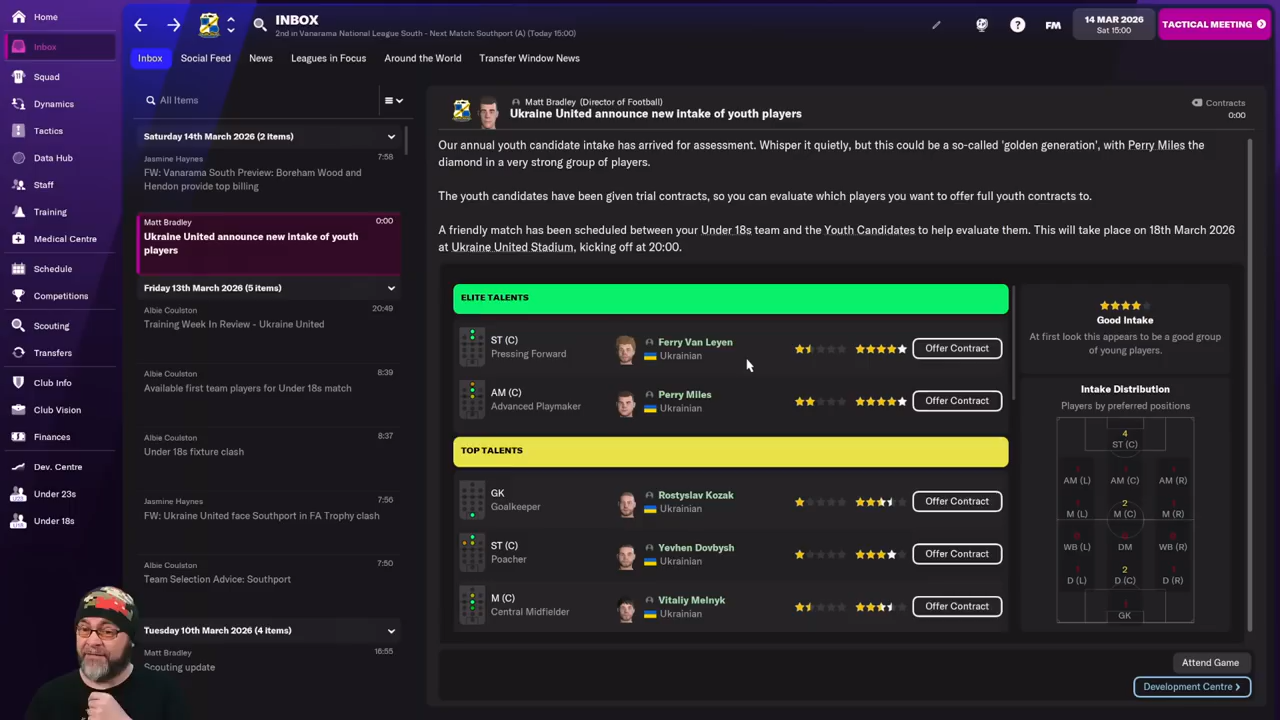 Home
Inbox
Squad
Dynamics
Tactics
Data Hub
Staff
Training
Medical Centre
Schedule
Competitions
Scouting
Transfers
Club Info
Club Vision
Finances
Dev. Centre
Under 23s
Under 18s
INBOX
2nd in Vanarama National League South - Next Match: Southport (A) (Today 15:00)
FM
14 MAR 2026
Sat 15:00
TACTICAL MEETING
Inbox
Social Feed
News
Leagues in Focus
Around the World
Transfer Window News
All Items
Saturday 14th March 2026 (2 items)
Jasmine Haynes
7:58
FW: Vanarama South Preview: Boreham Wood and
Hendon provide top billing
Matt Bradley
0:00
Ukraine United announce new intake of youth
players
Friday 13th March 2026 (5 items)
Albie Coulston
20:49
Training Week In Review - Ukraine United
Albie Coulston
8:39
Available first team players for Under 18s match
Albie Coulston
8:37
Under 18s fixture clash
Jasmine Haynes
7:56
FW: Ukraine United face Southport in FA Trophy clash
Albie Coulston
7:50
Team Selection Advice: Southport
Tuesday 10th March 2026 (4 items)
Matt Bradley
16:55
Scouting update
Matt Bradley (Director of Football)
Ukraine United announce new intake of youth players
Contracts
0:00
Our annual youth candidate intake has arrived for assessment. Whisper it quietly, but this could be a so-called 'golden generation', with Perry Miles the
diamond in a very strong group of players.
The youth candidates have been given trial contracts, so you can evaluate which players you want to offer full youth contracts to.
A friendly match has been scheduled between your Under 18s team and the Youth Candidates to help evaluate them. This will take place on 18th March 2026
at Ukraine United Stadium, kicking off at 20:00.
ELITE TALENTS
ST (C)
Pressing Forward
Ferry Van Leyen
Ukrainian
Offer Contract
AM (C)
Advanced Playmaker
Perry Miles
Ukrainian
Offer Contract
TOP TALENTS
GK
Goalkeeper
Rostyslav Kozak
Ukrainian
Offer Contract
ST (C)
Poacher
Yevhen Dovbysh
Ukrainian
Offer Contract
M (C)
Central Midfielder
Vitaliy Melnyk
Ukrainian
Offer Contract
Good Intake
At first look this appears to be a good group
of young players.
Intake Distribution
Players by preferred positions
4
ST (C)
AM (L)
AM (C)
AM (R)
2
M (L)
M (C)
M (R)
WB (L)
DM
WB (R)
2
D (L)
D (C)
D (R)
GK
Attend Game
Development Centre